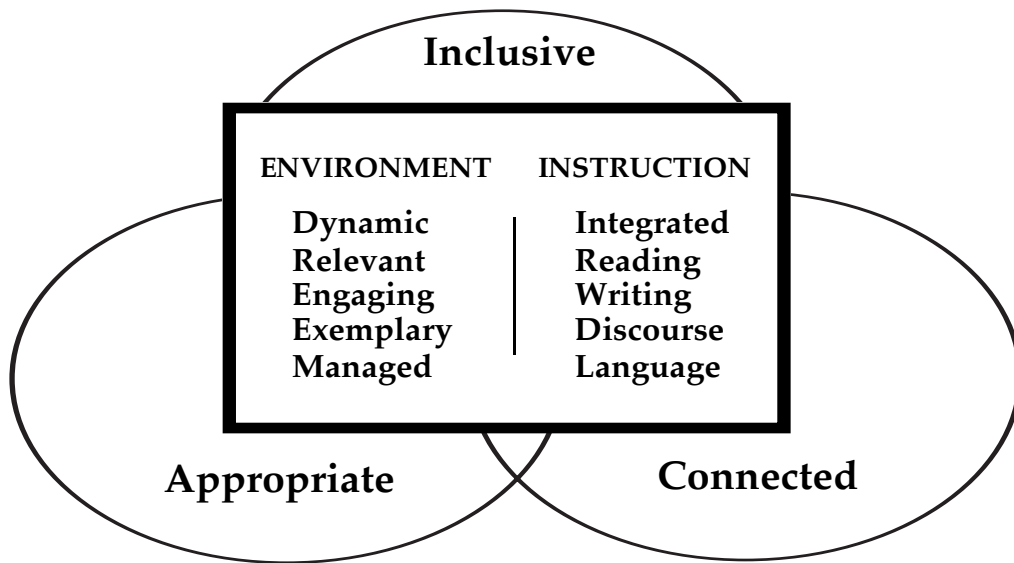 Inclusive
ENVIRONMENT INSTRUCTION
Dynamic Integrated
Relevant Reading
Engaging Writing
Exemplary Discourse
Managed Language
Appropriate Connected